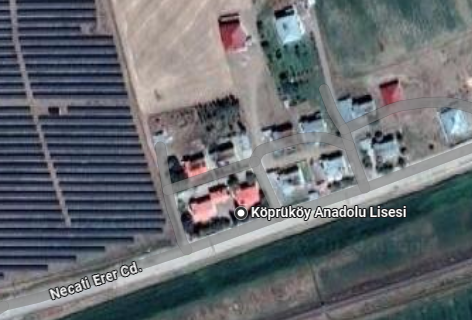 Köprüköy Anadolu Lisesi
Necati Erer Cd.